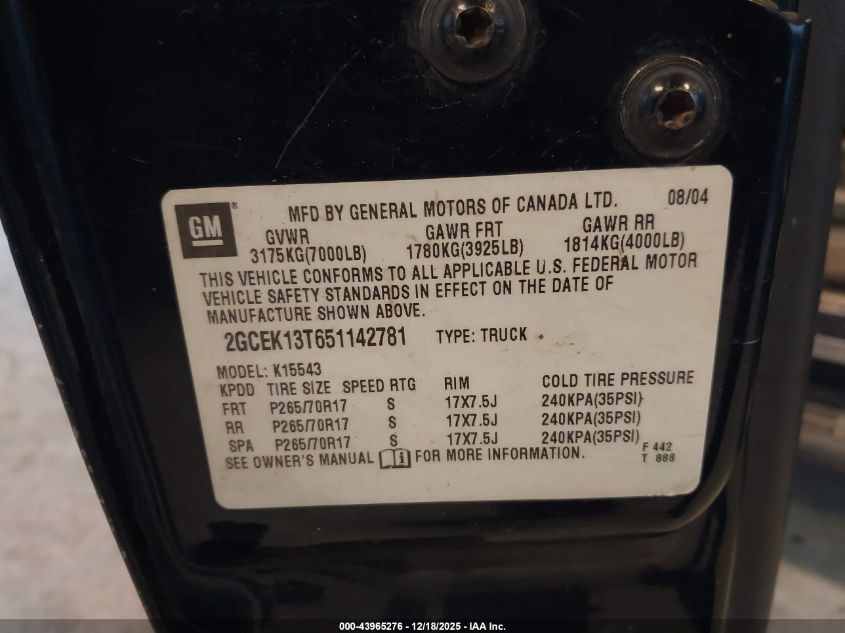 GM ®
MFD BY GENERAL MOTORS OF CANADA LTD. 08/04
GVWR GAWR FRT GAWR RR
3175KG(7000LB) 1780KG(3925LB) 1814KG(4000LB)
THIS VEHICLE CONFORMS TO ALL APPLICABLE U.S. FEDERAL MOTOR
VEHICLE SAFETY STANDARDS IN EFFECT ON THE DATE OF
MANUFACTURE SHOWN ABOVE.
2GCEK13T651142781 TYPE: TRUCK
MODEL: K15543
KPDD TIRE SIZE SPEED RTG RIM COLD TIRE PRESSURE
FRT P265/70R17 S 17X7.5J 240KPA(35PSI)
RR P265/70R17 S 17X7.5J 240KPA(35PSI)
SPA P265/70R17 S 17X7.5J 240KPA(35PSI)
SEE OWNER'S MANUAL i FOR MORE INFORMATION.
F 442
T 886
000-43965276 - 12/18/2025 - IAA Inc.